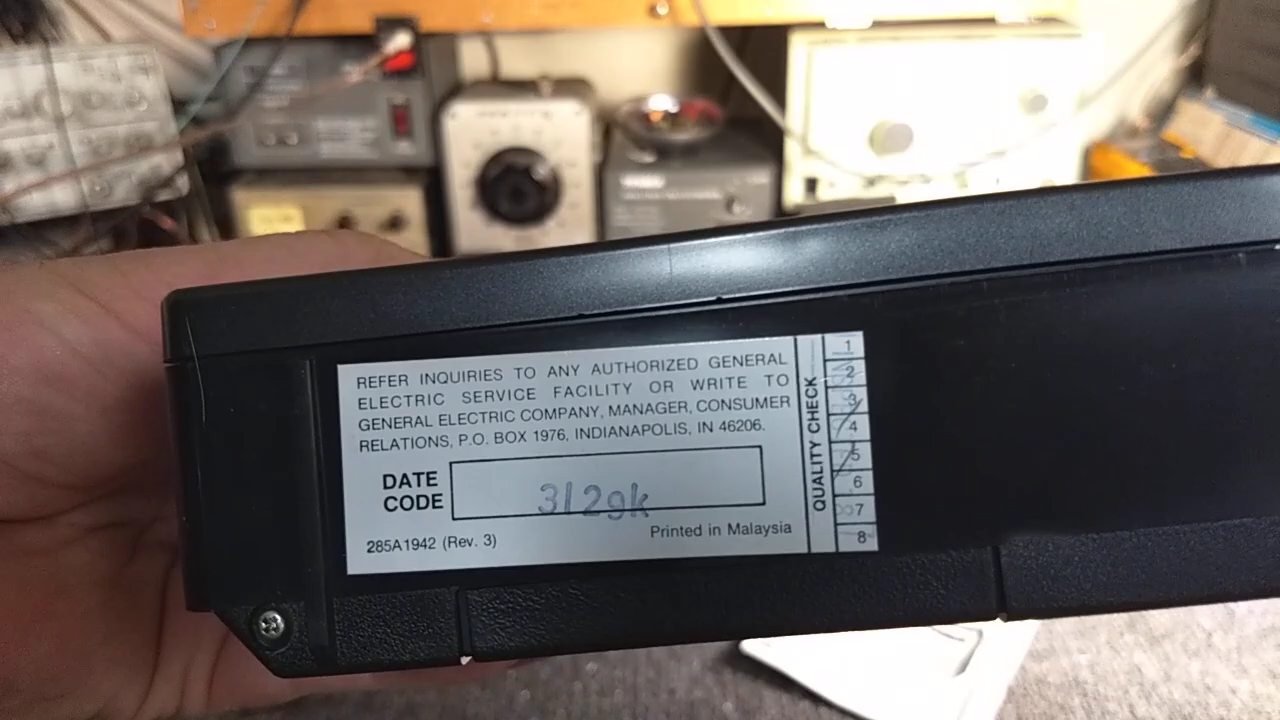 REFER INQUIRIES TO ANY AUTHORIZED GENERAL
ELECTRIC SERVICE FACILITY OR WRITE TO
GENERAL ELECTRIC COMPANY, MANAGER, CONSUMER
RELATIONS, P.O. BOX 1976, INDIANAPOLIS, IN 46206.
DATE
CODE
312gk
285A1942 (Rev. 3)
Printed in Malaysia
QUALITY CHECK
1
2
3
4
5
6
7
8